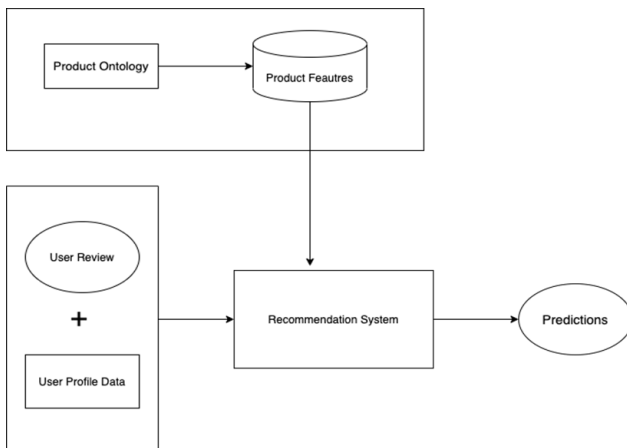 Product Ontology
Product Feautres
User Review
+
User Profile Data
Recommendation System
Predictions